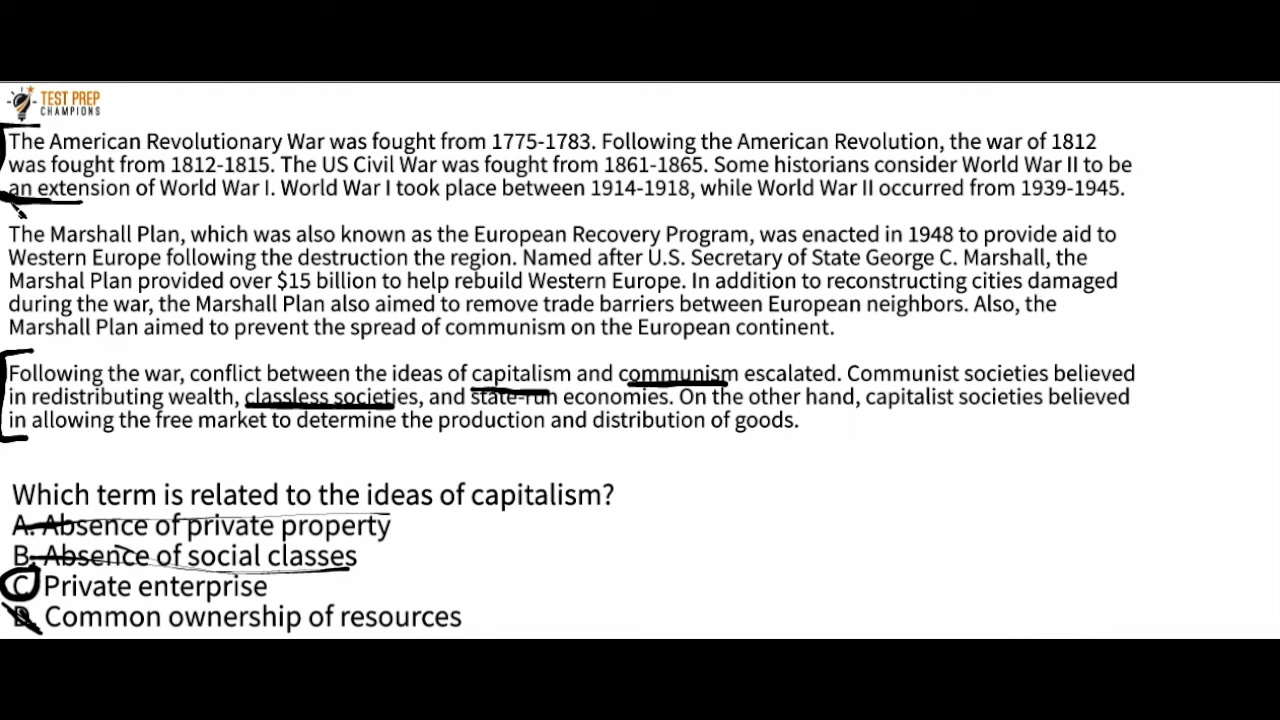 TEST PREP
CHAMPIONS
The American Revolutionary War was fought from 1775-1783. Following the American Revolution, the war of 1812
was fought from 1812-1815. The US Civil War was fought from 1861-1865. Some historians consider World War II to be
an extension of World War I. World War I took place between 1914-1918, while World War II occurred from 1939-1945.
The Marshall Plan, which was also known as the European Recovery Program, was enacted in 1948 to provide aid to
Western Europe following the destruction the region. Named after U.S. Secretary of State George C. Marshall, the
Marshal Plan provided over $15 billion to help rebuild Western Europe. In addition to reconstructing cities damaged
during the war, the Marshall Plan also aimed to remove trade barriers between European neighbors. Also, the
Marshall Plan aimed to prevent the spread of communism on the European continent.
Following the war, conflict between the ideas of capitalism and communism escalated. Communist societies believed
in redistributing wealth, classless societies, and state-run economies. On the other hand, capitalist societies believed
in allowing the free market to determine the production and distribution of goods.
Which term is related to the ideas of capitalism?
A. Absence of private property
B. Absence of social classes
C. Private enterprise
D. Common ownership of resources